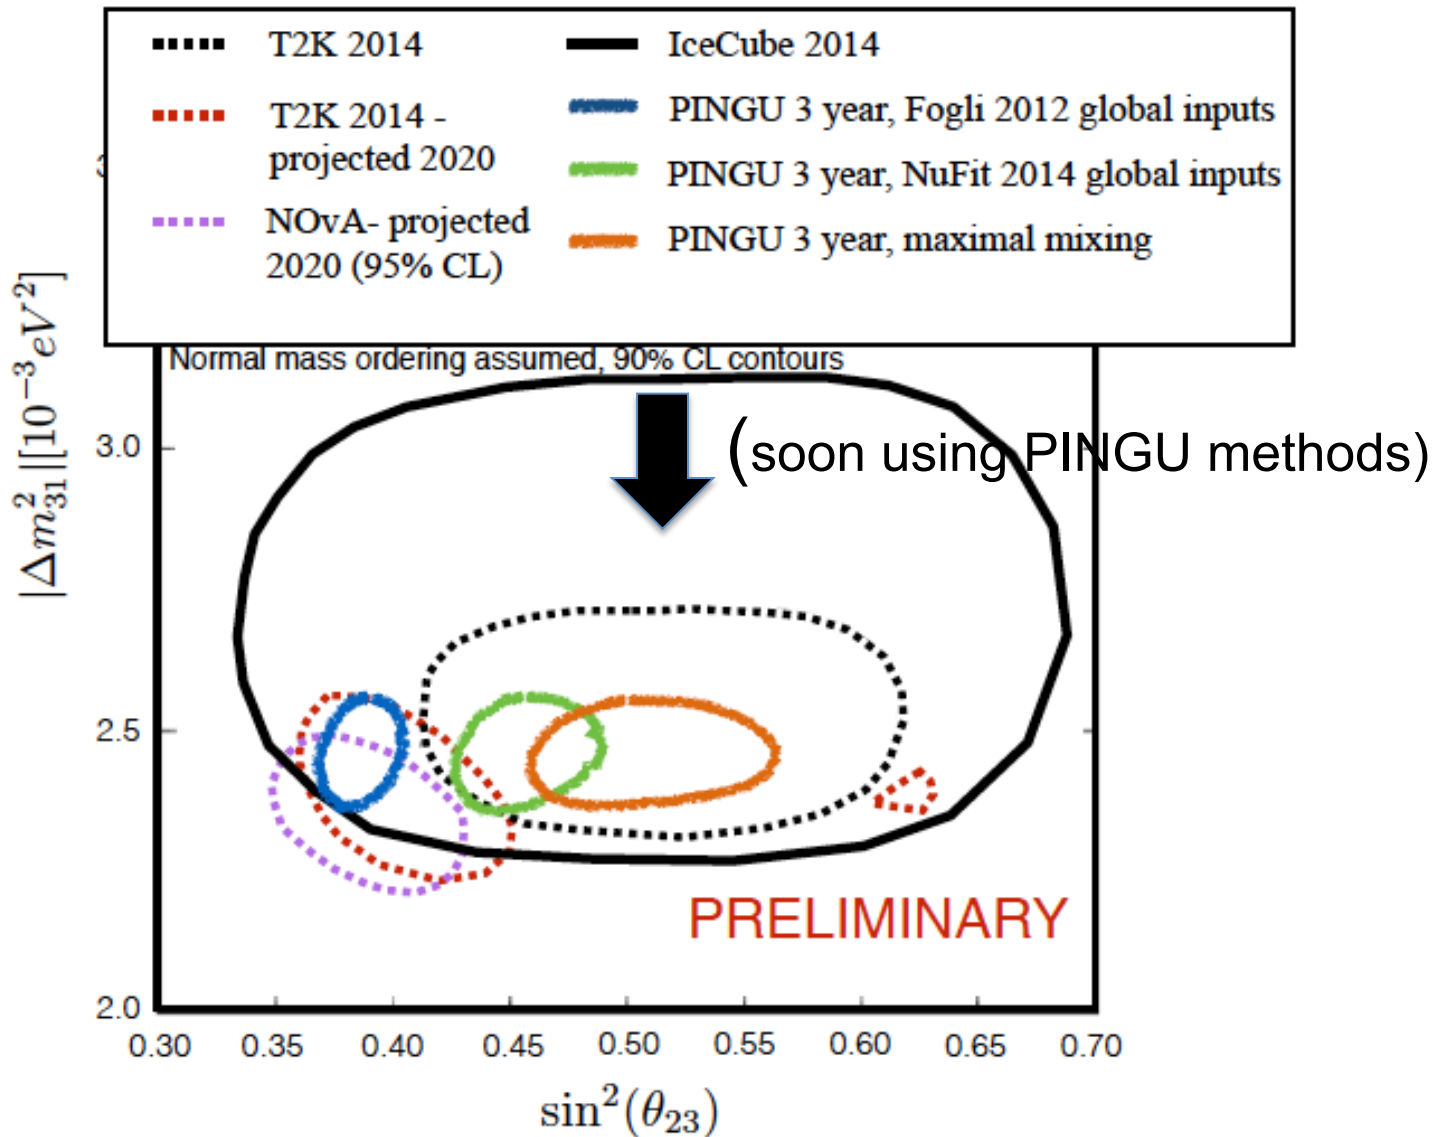 T2K 2014
T2K 2014 -
projected 2020
NOvA- projected
2020 (95% CL)
IceCube 2014
PINGU 3 year, Fogli 2012 global inputs
PINGU 3 year, NuFit 2014 global inputs
PINGU 3 year, maximal mixing
Normal mass ordering assumed, 90% CL contours
(soon using PINGU methods)
|Δm²₃₁|[10⁻³eV²]
3.0
2.5
2.0
PRELIMINARY
0.30 0.35 0.40 0.45 0.50 0.55 0.60 0.65 0.70
sin²(θ₂₃)